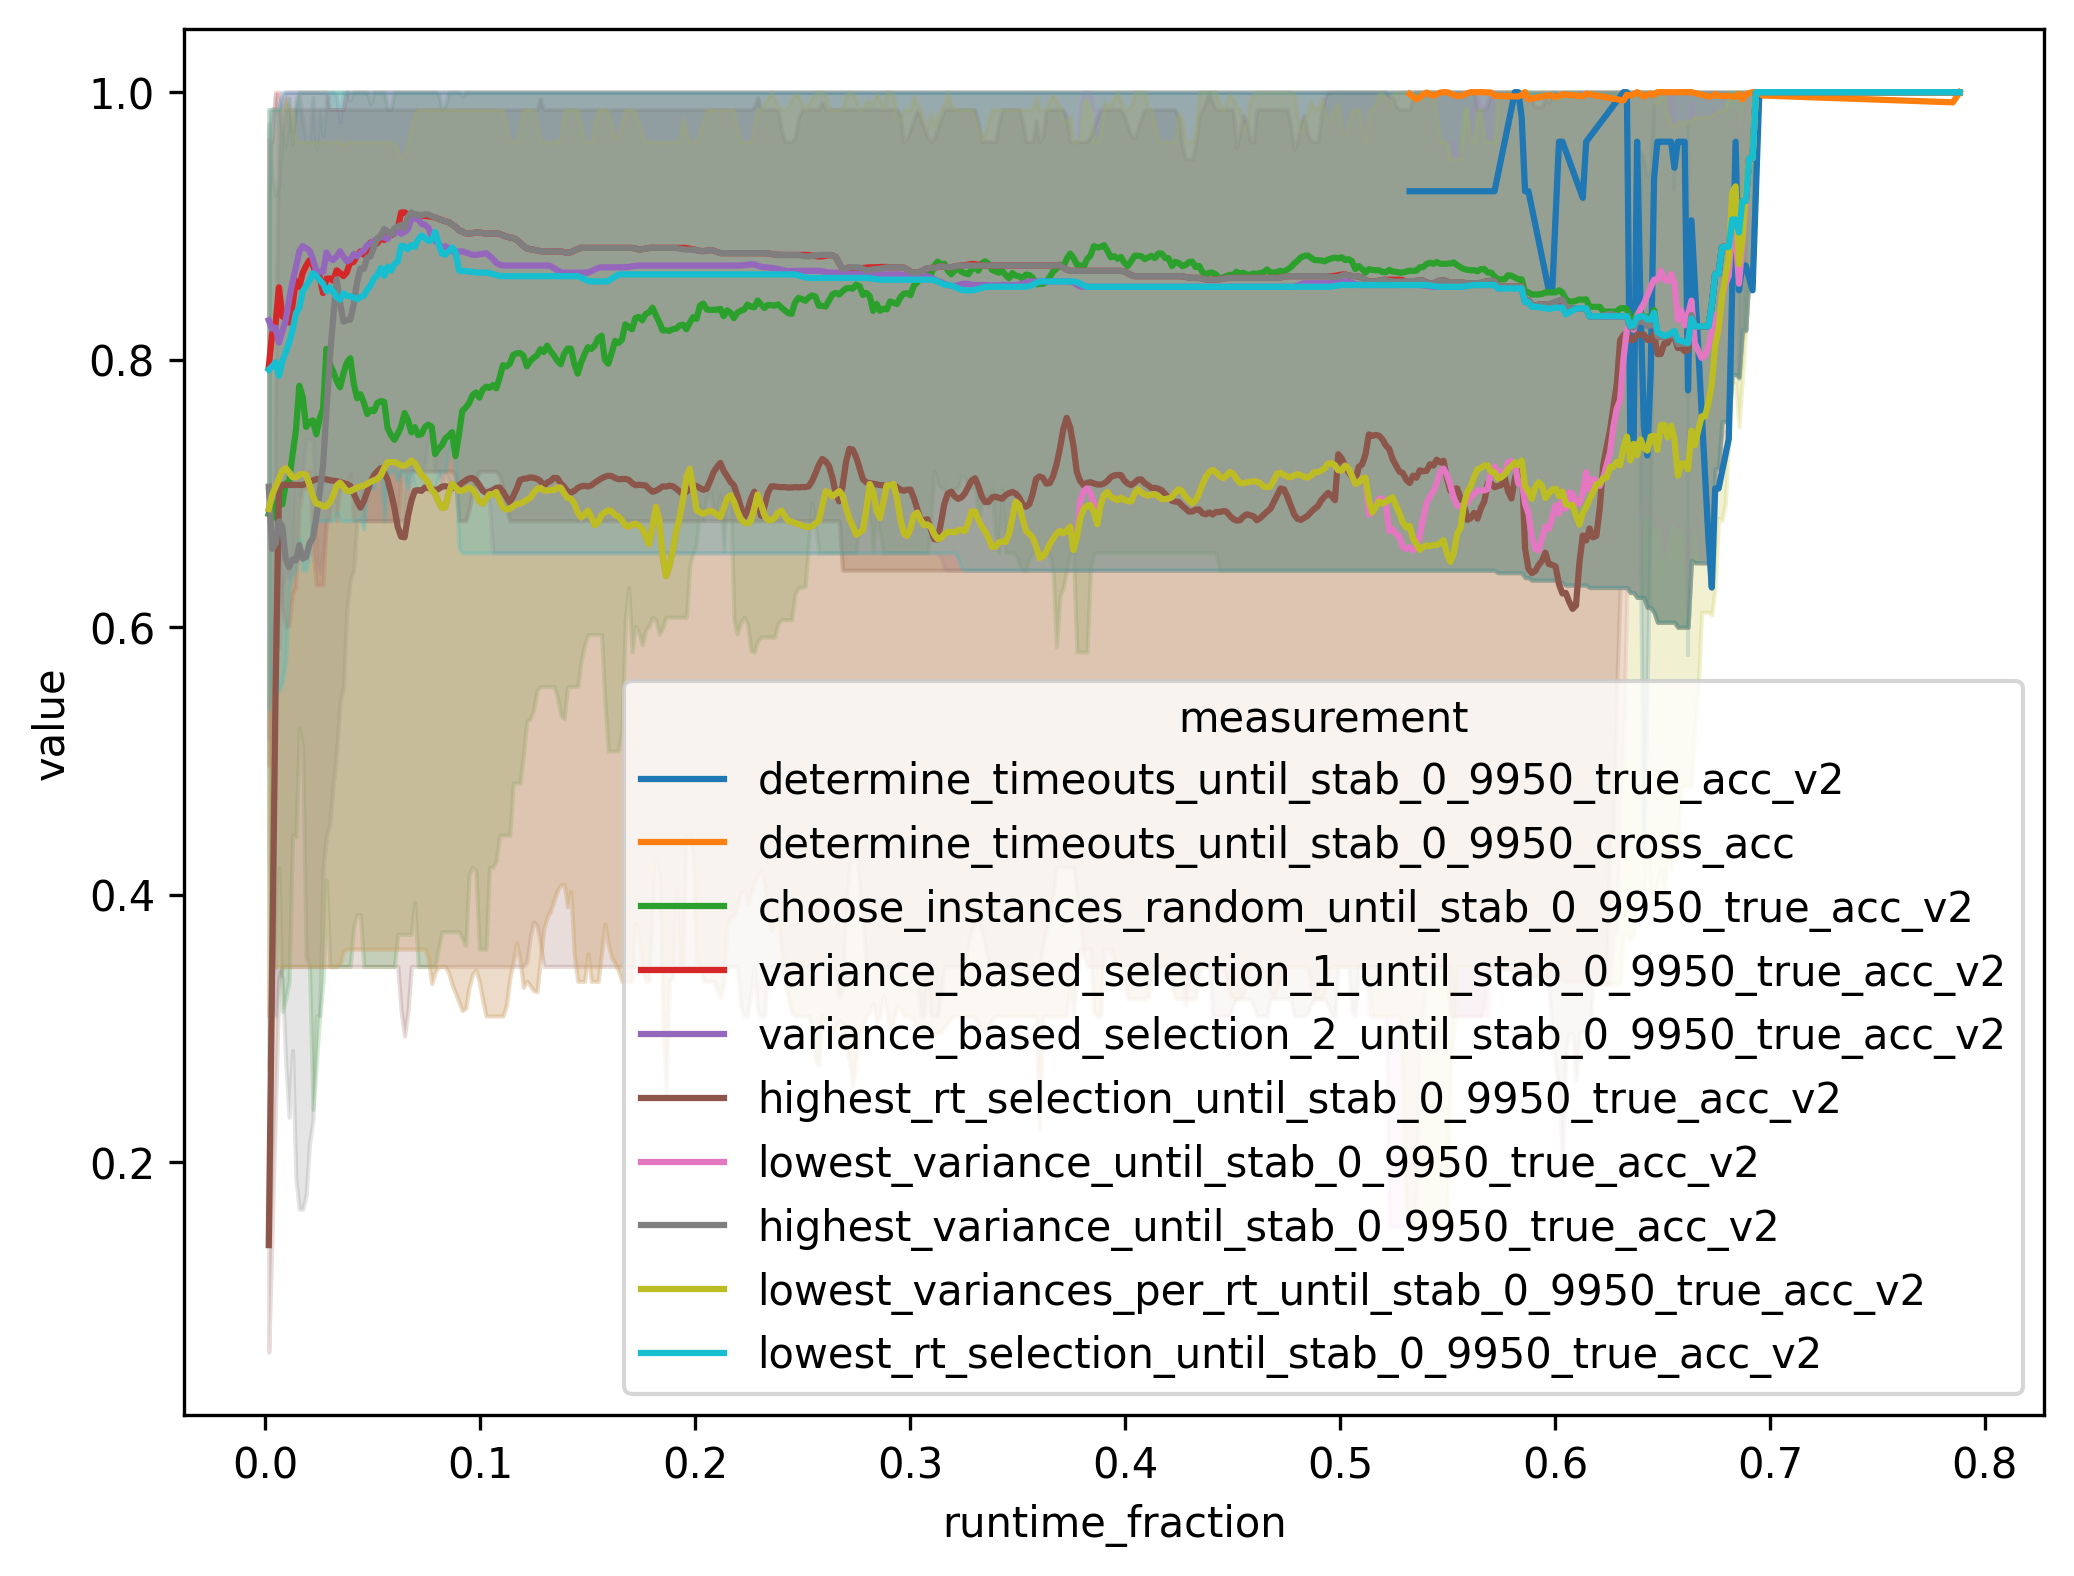 1.0
0.8
0.6
0.4
0.2
value
measurement
determine_timeouts_until_stab_0_9950_true_acc_v2
determine_timeouts_until_stab_0_9950_cross_acc
choose_instances_random_until_stab_0_9950_true_acc_v2
variance_based_selection_1_until_stab_0_9950_true_acc_v2
variance_based_selection_2_until_stab_0_9950_true_acc_v2
highest_rt_selection_until_stab_0_9950_true_acc_v2
lowest_variance_until_stab_0_9950_true_acc_v2
highest_variance_until_stab_0_9950_true_acc_v2
lowest_variances_per_rt_until_stab_0_9950_true_acc_v2
lowest_rt_selection_until_stab_0_9950_true_acc_v2
0.0 0.1 0.2 0.3 0.4 0.5 0.6 0.7 0.8
runtime_fraction